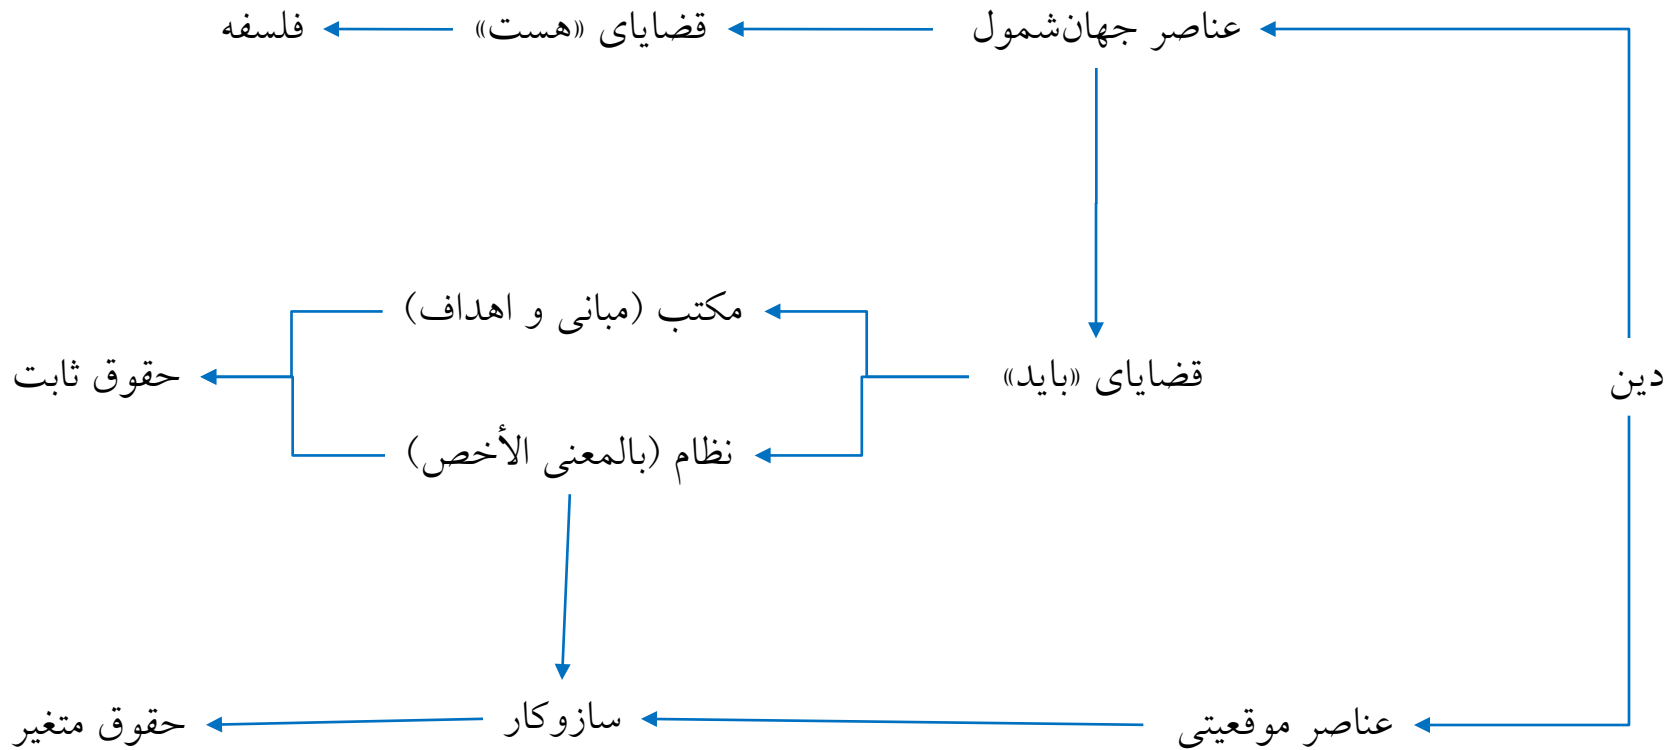 عناصر جهان‌شمول
قضایای «هست»
فلسفه
مکتب (مبانی و اهداف)
دین
قضایای «باید»
حقوق ثابت
نظام (بالمعنی الأخص)
عناصر موقعیتی
سازوکار
حقوق متغیر